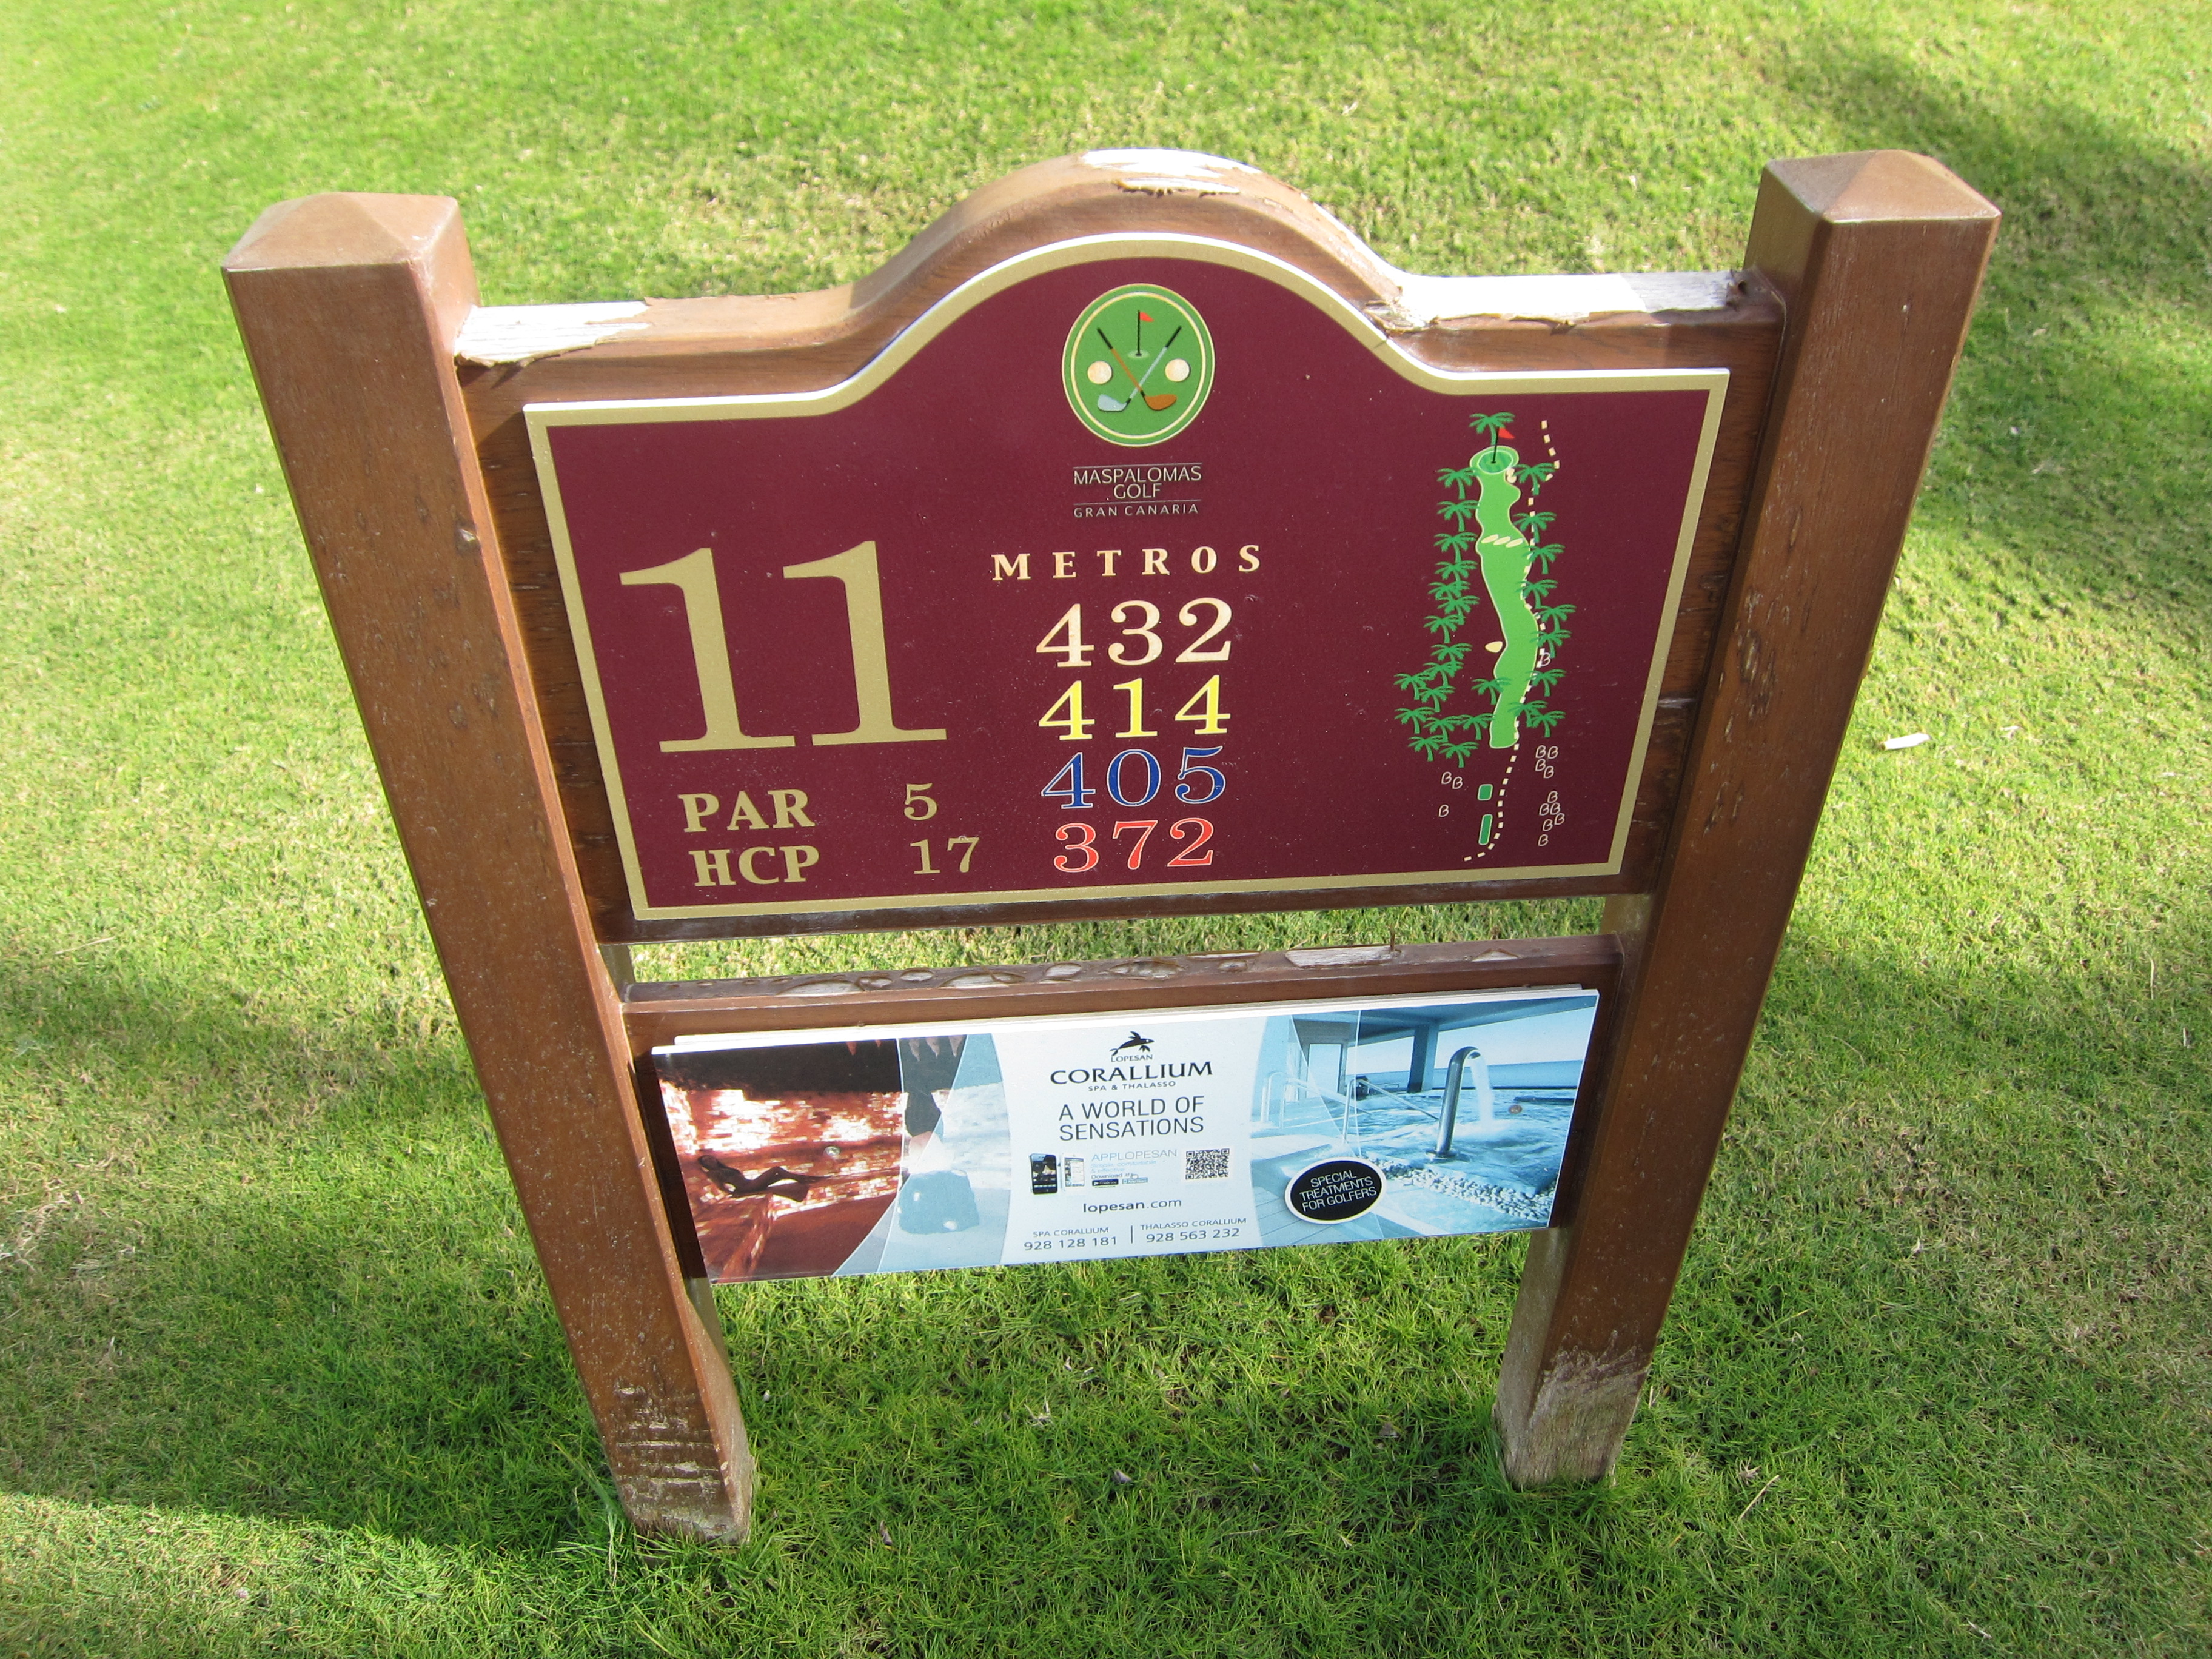 MASPALOMAS
GOLF
GRAN CANARIA
11
METROS
432
414
405
372
PAR 5
HCP 17
LOPESAN
CORALLIUM
SPA & THALASSO
A WORLD OF
SENSATIONS
APPLOPESAN
lopesan.com
SPA CORALLIUM
928 128 181
THALASSO CORALLIUM
928 563 232
SPECIAL
TREATMENTS
FOR GOLFERS